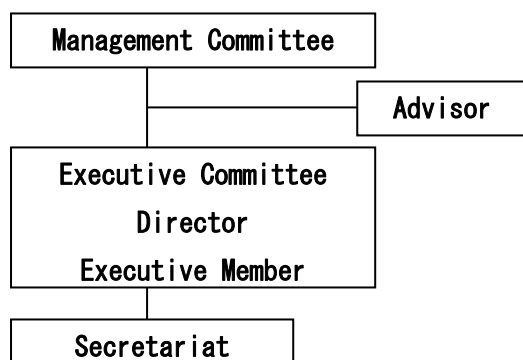 Management Committee
Advisor
Executive Committee
Director
Executive Member
Secretariat